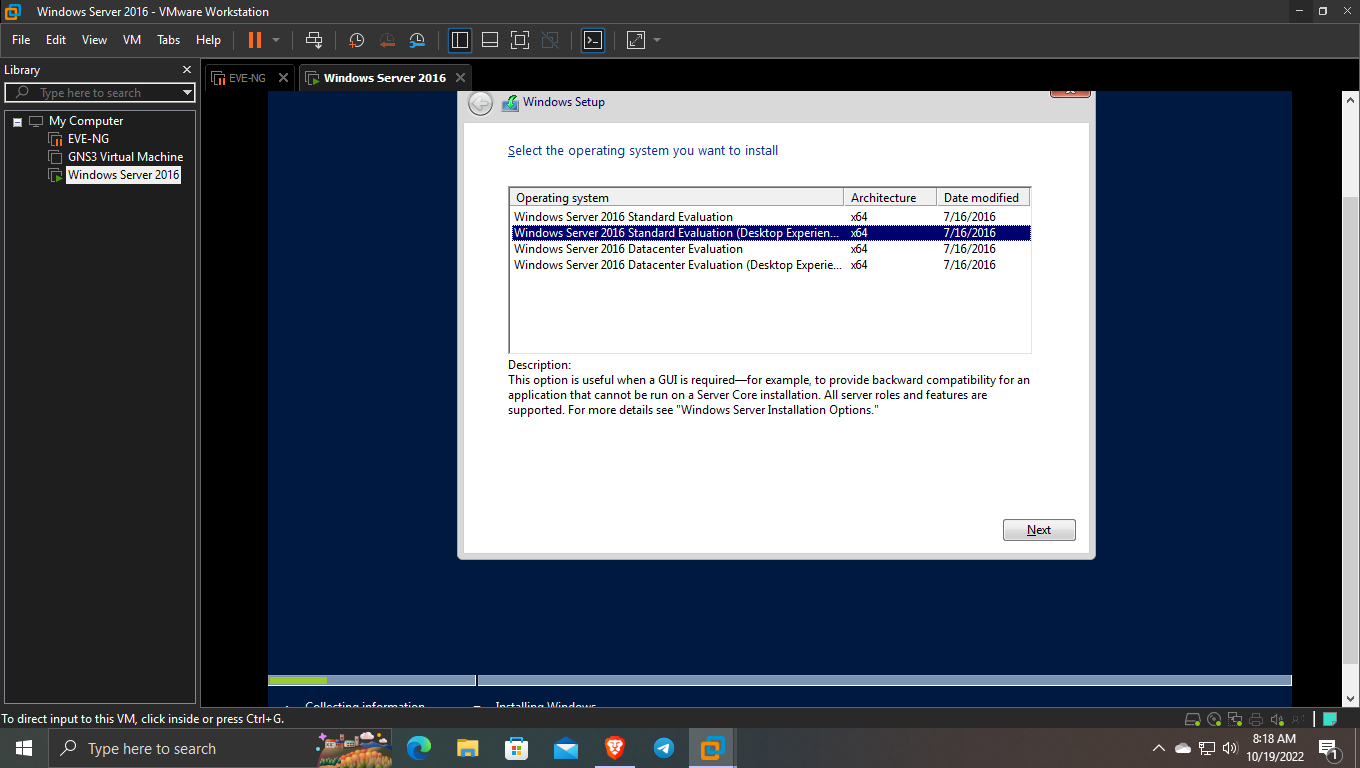 Windows Server 2016 - VMware Workstation
File Edit View VM Tabs Help
Library
Type here to search
My Computer
EVE-NG
GNS3 Virtual Machine
Windows Server 2016
EVE-NG Windows Server 2016
Windows Setup
Select the operating system you want to install
Operating system Architecture Date modified
Windows Server 2016 Standard Evaluation x64 7/16/2016
Windows Server 2016 Standard Evaluation (Desktop Experien... x64 7/16/2016
Windows Server 2016 Datacenter Evaluation x64 7/16/2016
Windows Server 2016 Datacenter Evaluation (Desktop Experie... x64 7/16/2016
Description:
This option is useful when a GUI is required—for example, to provide backward compatibility for an
application that cannot be run on a Server Core installation. All server roles and features are
supported. For more details see "Windows Server Installation Options."
Next
Collecting information Installing Windows
To direct input to this VM, click inside or press Ctrl+G.
Type here to search
8:18 AM
10/19/2022
1